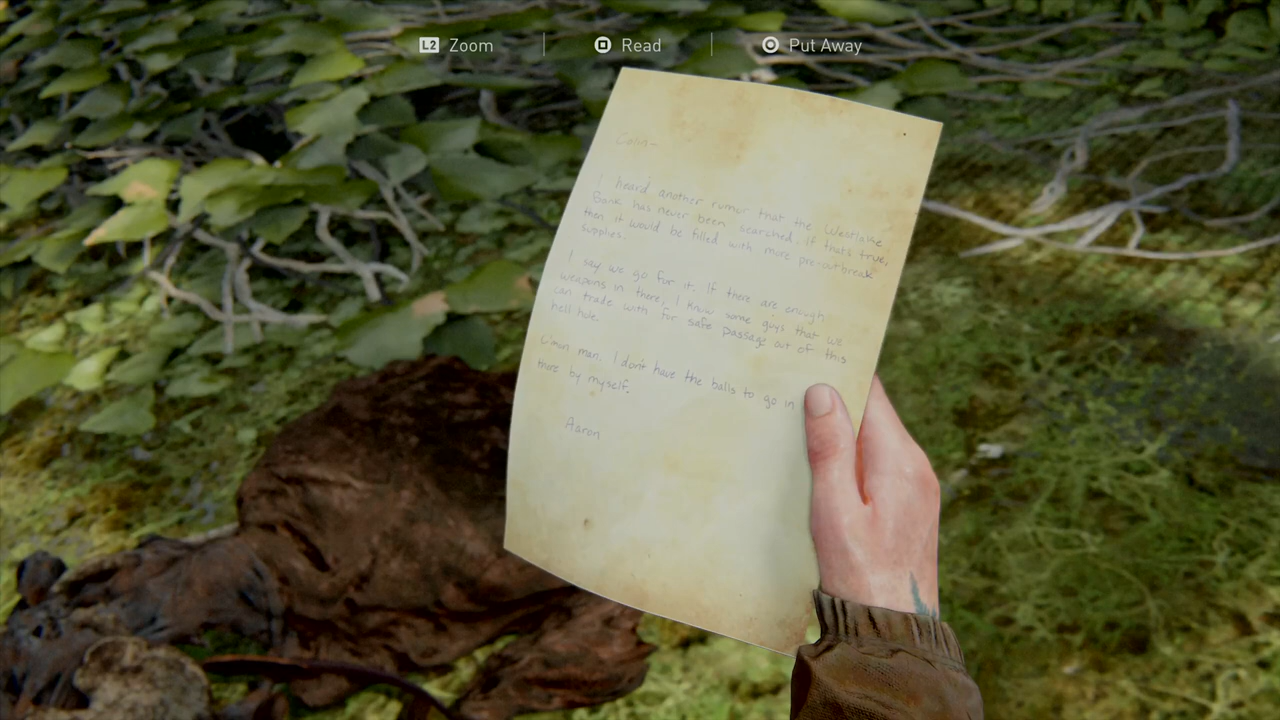 L2 Zoom
Read
Put Away
Colin-
I heard another rumor that the Westlake
Bank has never been searched. If that's true,
then it would be filled with more pre-outbreak
supplies.
I say we go for it. If there are enough
weapons in there, I know some guys that we
can trade with for safe passage out of this
hell hole.
C'mon man. I don't have the balls to go in
there by myself.
Aaron